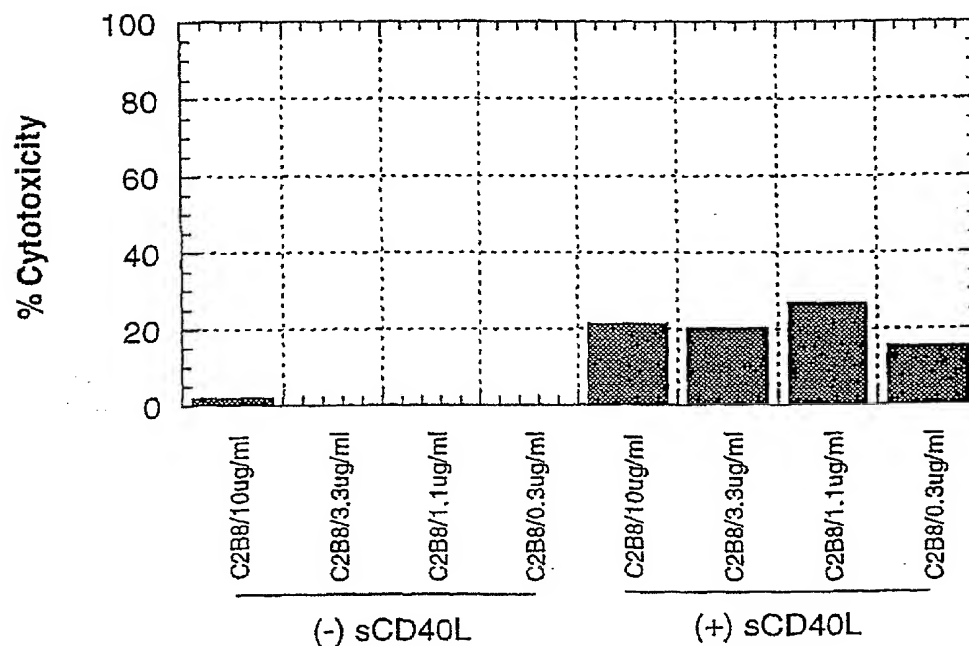 % Cytotoxicity
100
80
60
40
20
0
C2B8/10ug/ml
C2B8/3.3ug/ml
C2B8/1.1ug/ml
C2B8/0.3ug/ml
C2B8/10ug/ml
C2B8/3.3ug/ml
C2B8/1.1ug/ml
C2B8/0.3ug/ml
(-) sCD40L
(+) sCD40L